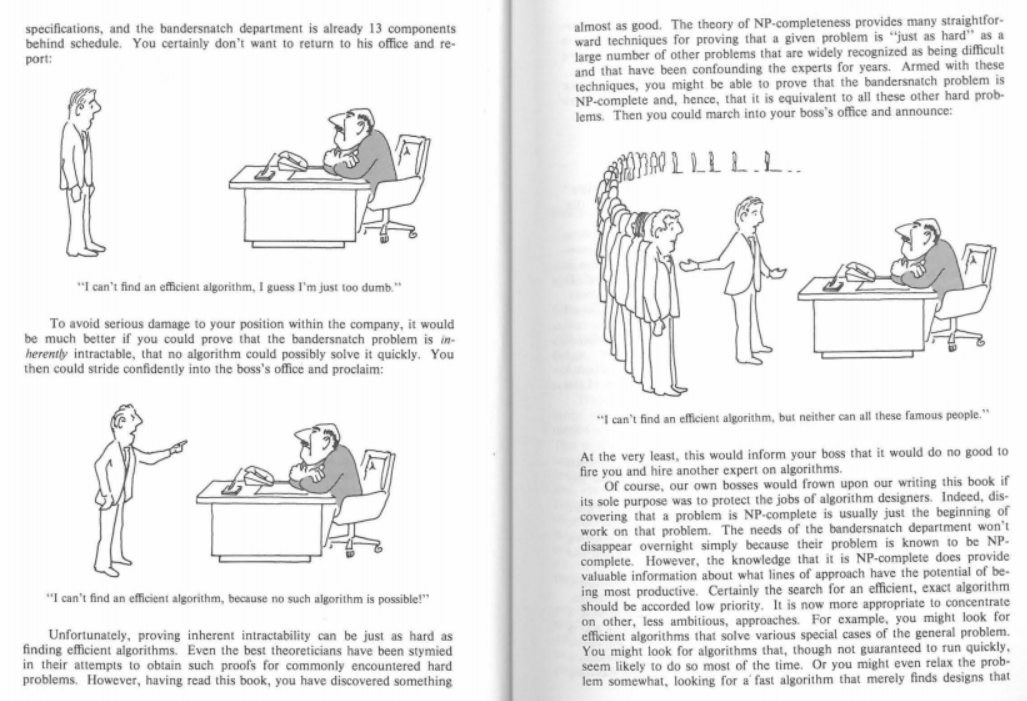 specifications, and the bandersnatch department is already 13 components
behind schedule. You certainly don't want to return to his office and re-
port:
"I can't find an efficient algorithm, I guess I'm just too dumb."
To avoid serious damage to your position within the company, it would
be much better if you could prove that the bandersnatch problem is in-
herently intractable, that no algorithm could possibly solve it quickly. You
then could stride confidently into the boss's office and proclaim:
"I can't find an efficient algorithm, because no such algorithm is possible!"
Unfortunately, proving inherent intractability can be just as hard as
finding efficient algorithms. Even the best theoreticians have been stymied
in their attempts to obtain such proofs for commonly encountered hard
problems. However, having read this book, you have discovered something
almost as good. The theory of NP-completeness provides many straightfor-
ward techniques for proving that a given problem is "just as hard" as a
large number of other problems that are widely recognized as being difficult
and that have been confounding the experts for years. Armed with these
techniques, you might be able to prove that the bandersnatch problem is
NP-complete and, hence, that it is equivalent to all these other hard prob-
lems. Then you could march into your boss's office and announce:
"I can't find an efficient algorithm, but neither can all these famous people."
At the very least, this would inform your boss that it would do no good to
fire you and hire another expert on algorithms.
Of course, our own bosses would frown upon our writing this book if
its sole purpose was to protect the jobs of algorithm designers. Indeed, dis-
covering that a problem is NP-complete is usually just the beginning of
work on that problem. The needs of the bandersnatch department won't
disappear overnight simply because their problem is known to be NP-
complete. However, the knowledge that it is NP-complete does provide
valuable information about what lines of approach have the potential of be-
ing most productive. Certainly the search for an efficient, exact algorithm
should be accorded low priority. It is now more appropriate to concentrate
on other, less ambitious, approaches. For example, you might look for
efficient algorithms that solve various special cases of the general problem.
You might look for algorithms that, though not guaranteed to run quickly,
seem likely to do so most of the time. Or you might even relax the prob-
lem somewhat, looking for a fast algorithm that merely finds designs that